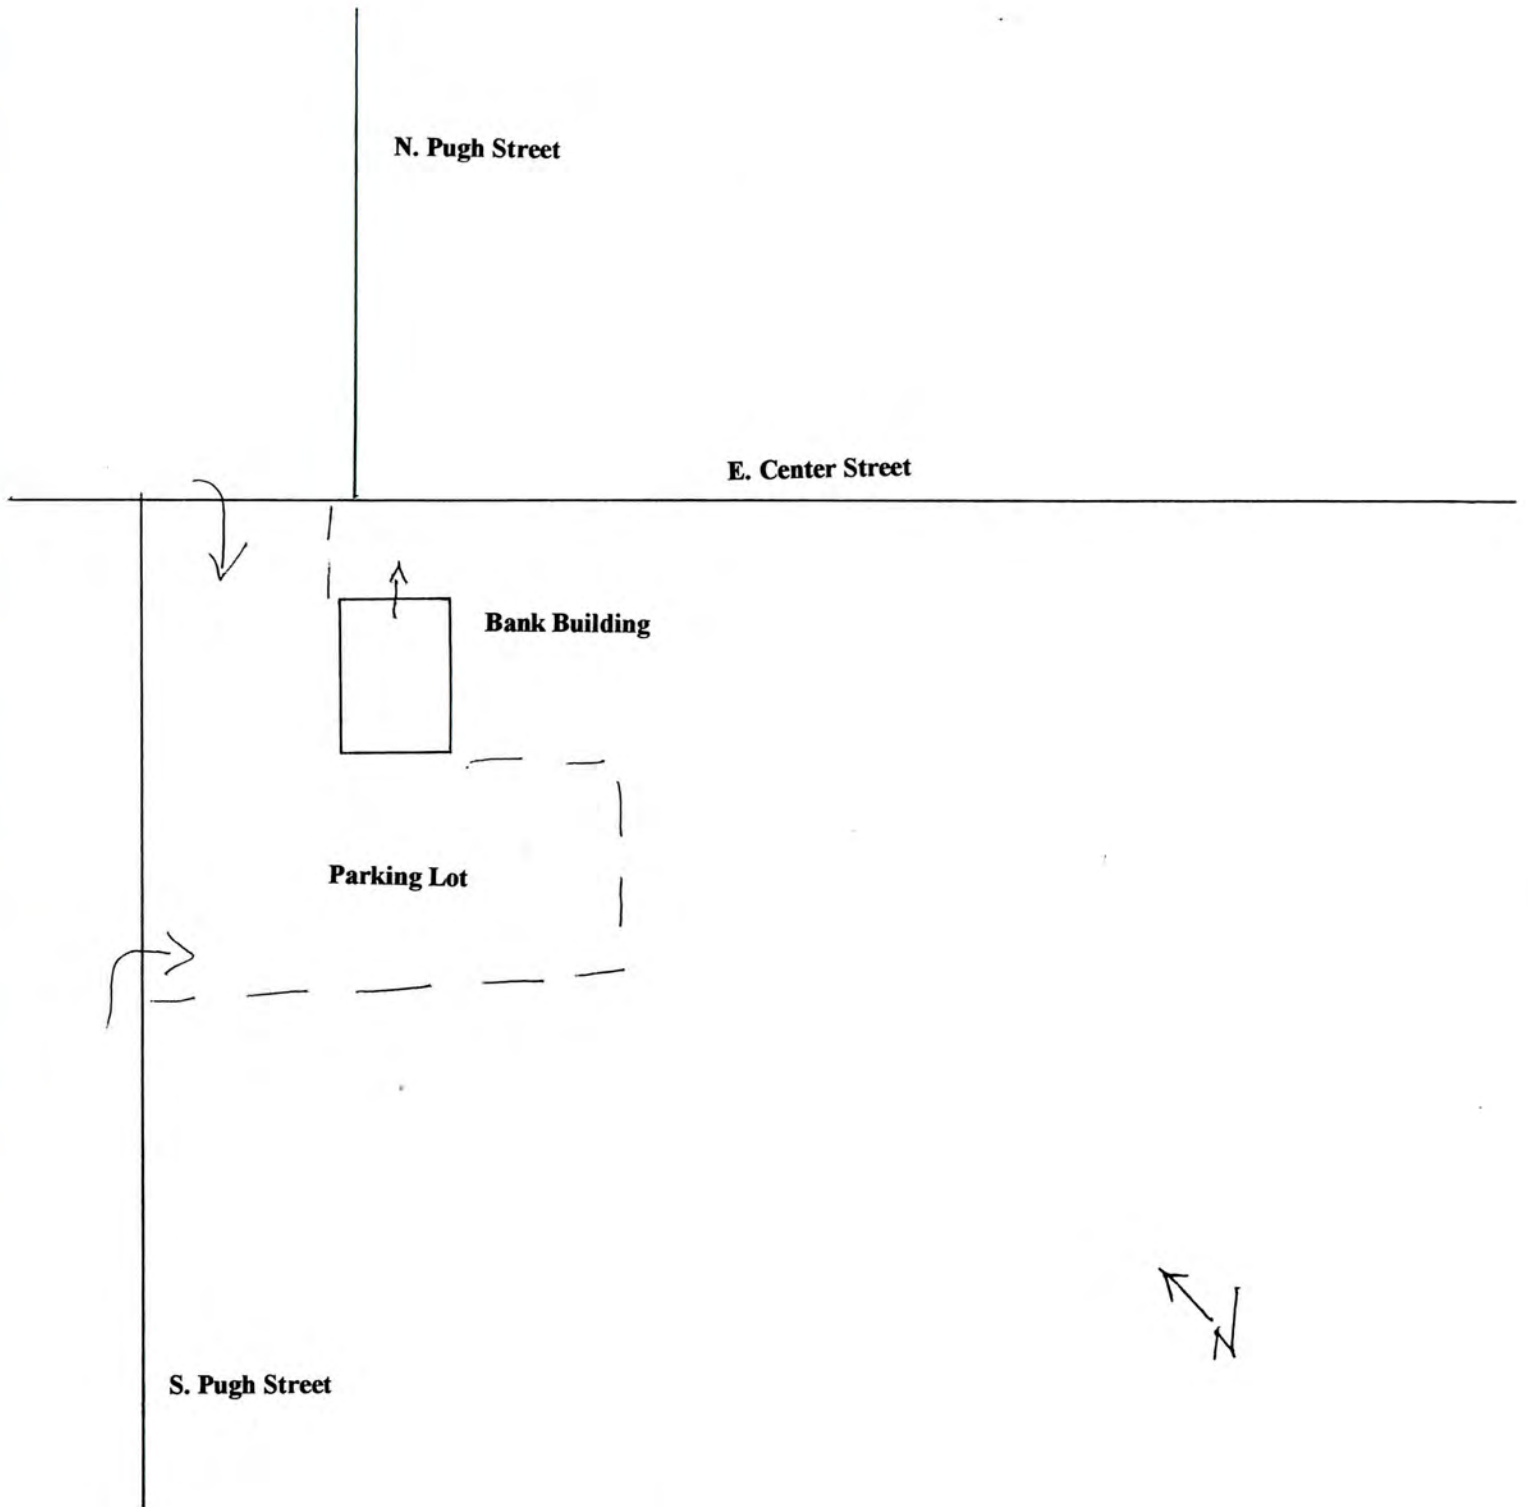 N. Pugh Street
E. Center Street
Bank Building
Parking Lot
N
S. Pugh Street